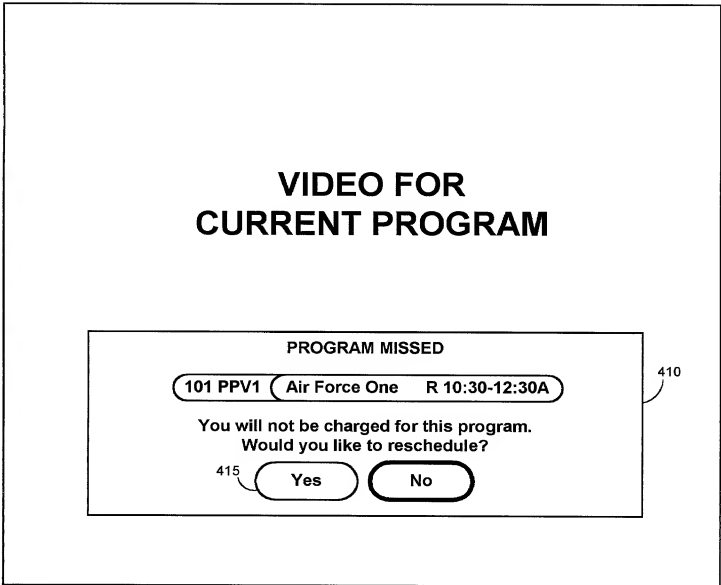 VIDEO FOR
CURRENT PROGRAM
PROGRAM MISSED
101 PPV1 Air Force One R 10:30-12:30A
410
You will not be charged for this program.
Would you like to reschedule?
415 Yes No